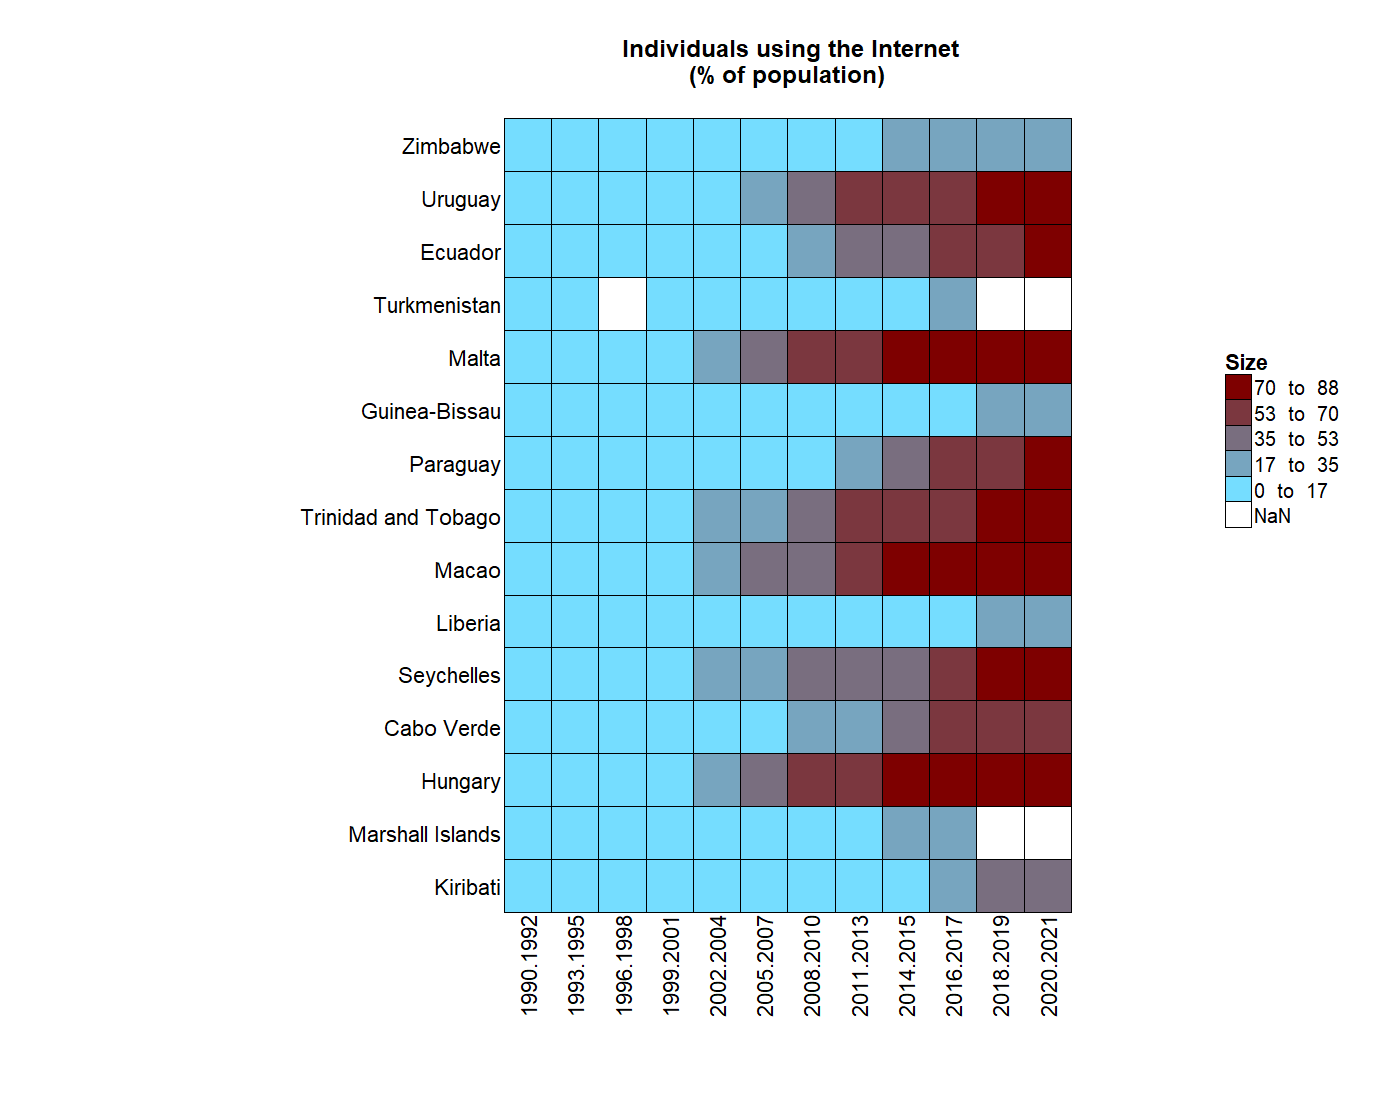 Individuals using the Internet
(% of population)
Zimbabwe
Uruguay
Ecuador
Turkmenistan
Malta
Guinea-Bissau
Paraguay
Trinidad and Tobago
Macao
Liberia
Seychelles
Cabo Verde
Hungary
Marshall Islands
Kiribati
1990.1992
1993.1995
1996.1998
1999.2001
2002.2004
2005.2007
2008.2010
2011.2013
2014.2015
2016.2017
2018.2019
2020.2021
Size
70 to 88
53 to 70
35 to 53
17 to 35
0 to 17
NaN